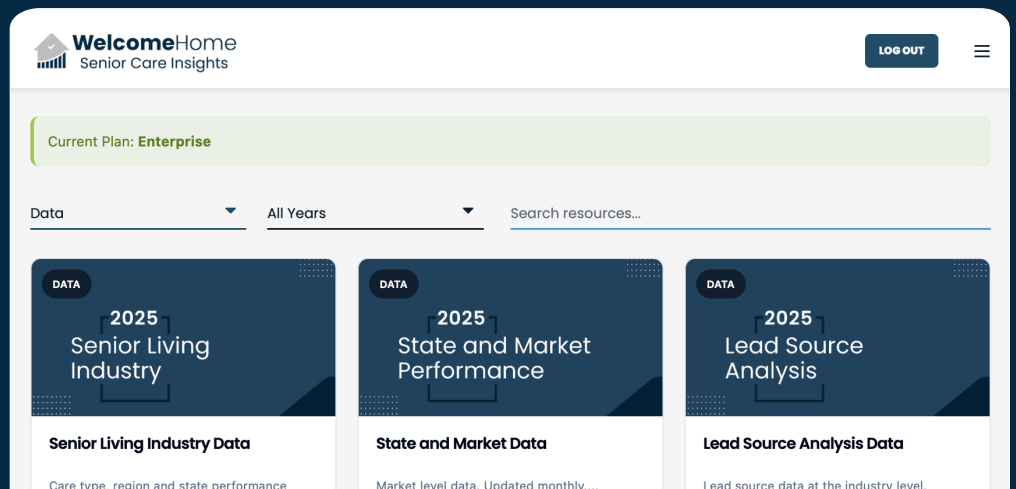 WelcomeHome
Senior Care Insights
LOG OUT
Current Plan: Enterprise
Data
All Years
Search resources...
DATA
2025
Senior Living
Industry
DATA
2025
State and Market
Performance
DATA
2025
Lead Source
Analysis
Senior Living Industry Data
State and Market Data
Lead Source Analysis Data
Care type, region and state performance
Market level data. Updated monthly....
Lead source data at the industry level.